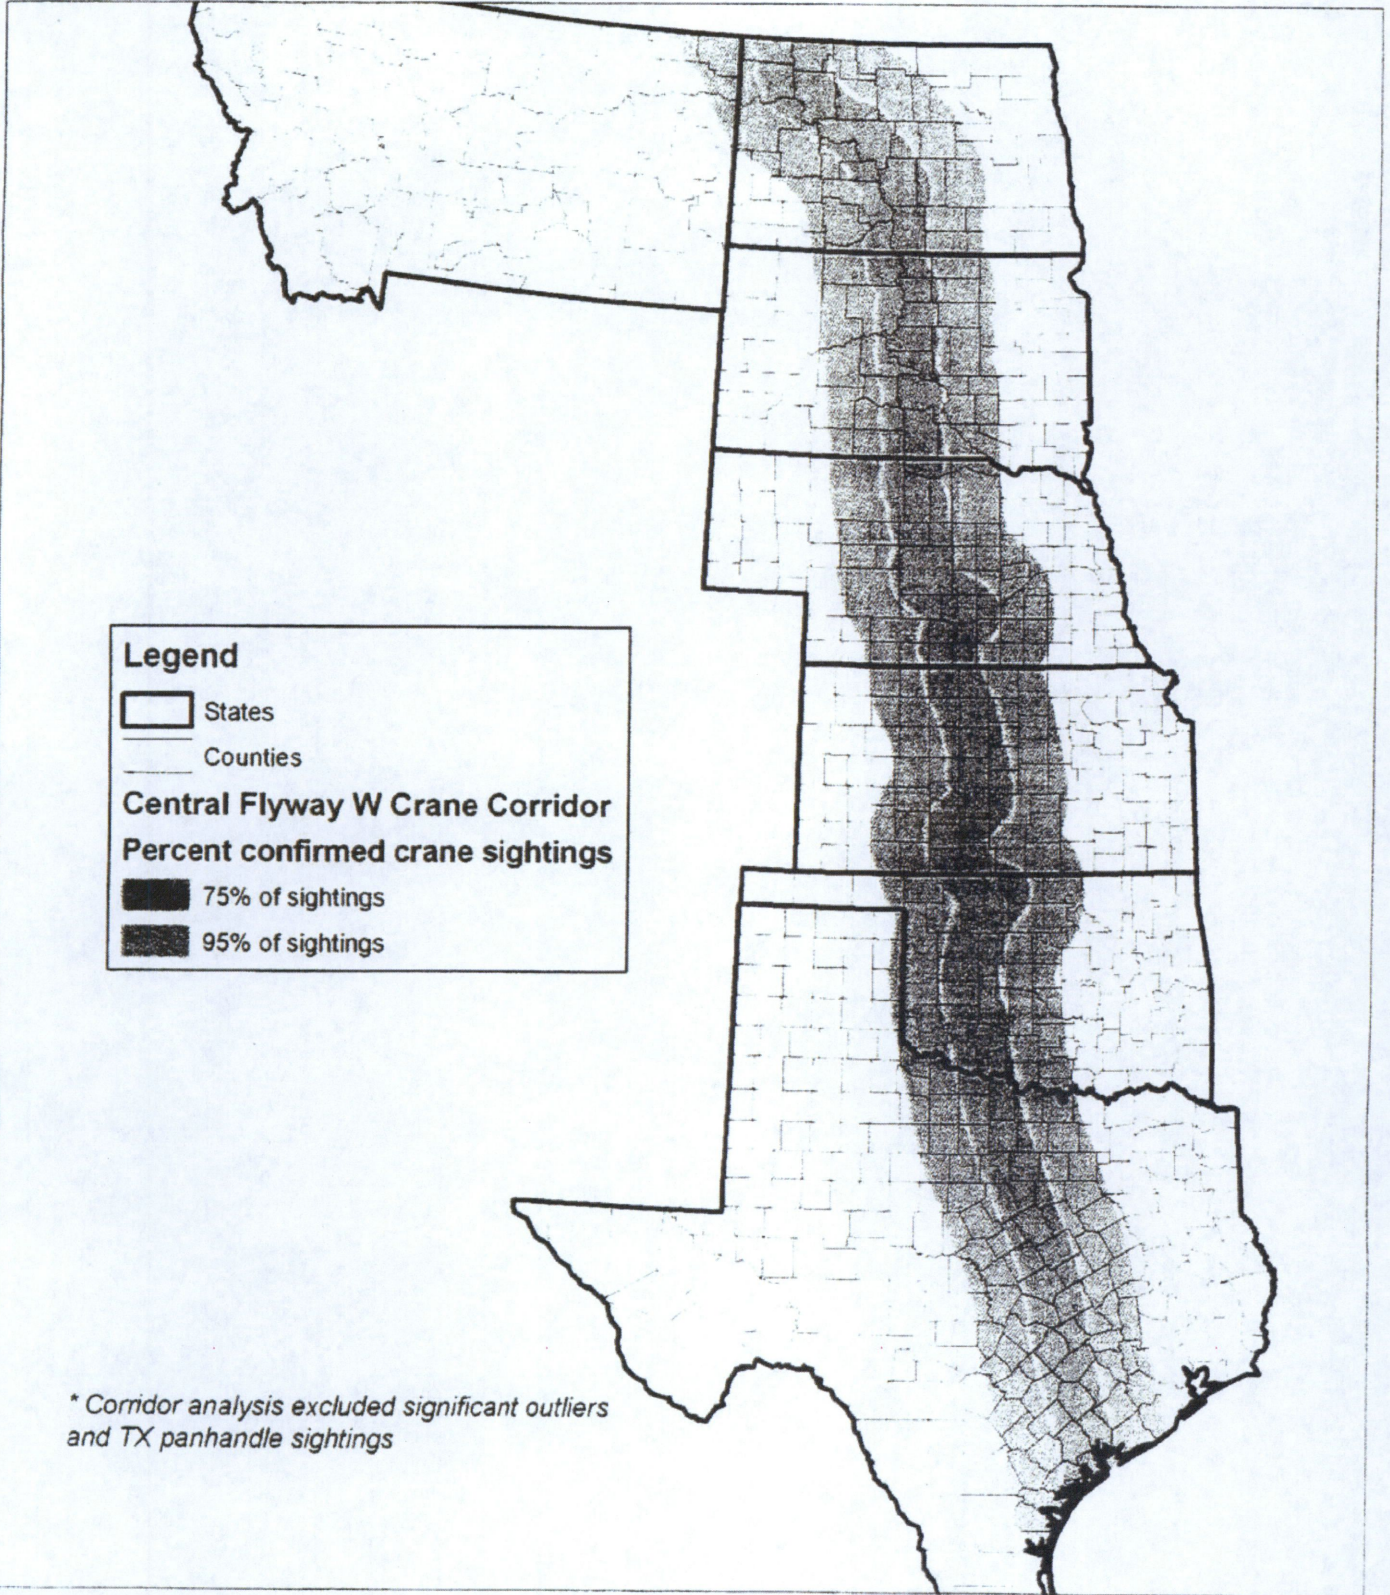 Legend
States
Counties
Central Flyway W Crane Corridor
Percent confirmed crane sightings
75% of sightings
95% of sightings
* Corridor analysis excluded significant outliers
and TX panhandle sightings